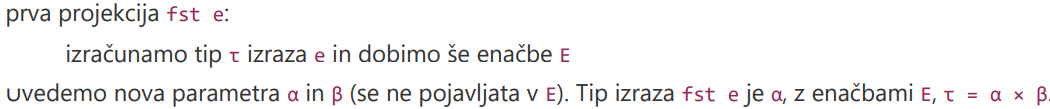 prva projekcija fst e:
izračunamo tip τ izraza e in dobimo še enačbe E
uvedemo nova parametra α in β (se ne pojavljata v E). Tip izraza fst e je α, z enačbami E, τ = α × β.